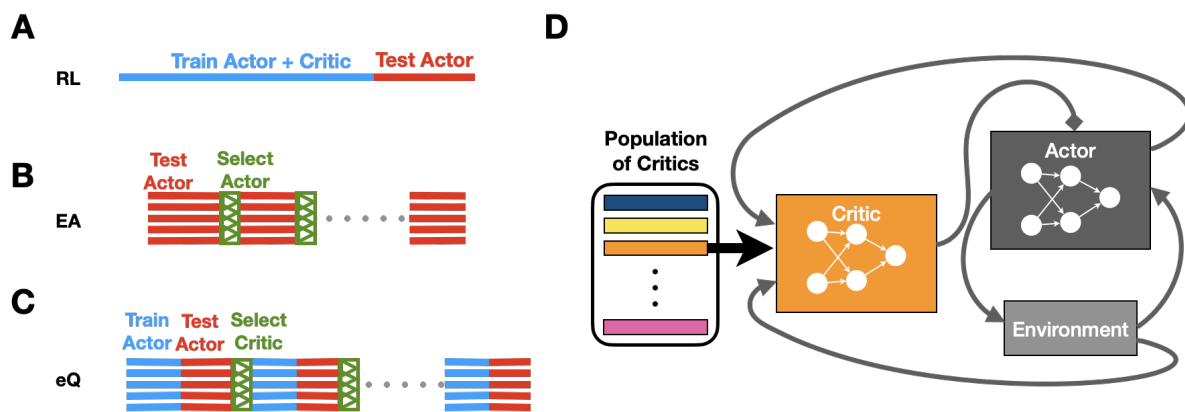 A
RL
Train Actor + Critic
Test Actor
B
EA
Test
Actor
Select
Actor
C
eQ
Train
Actor
Test
Actor
Select
Critic
D
Population
of Critics
Critic
Actor
Environment